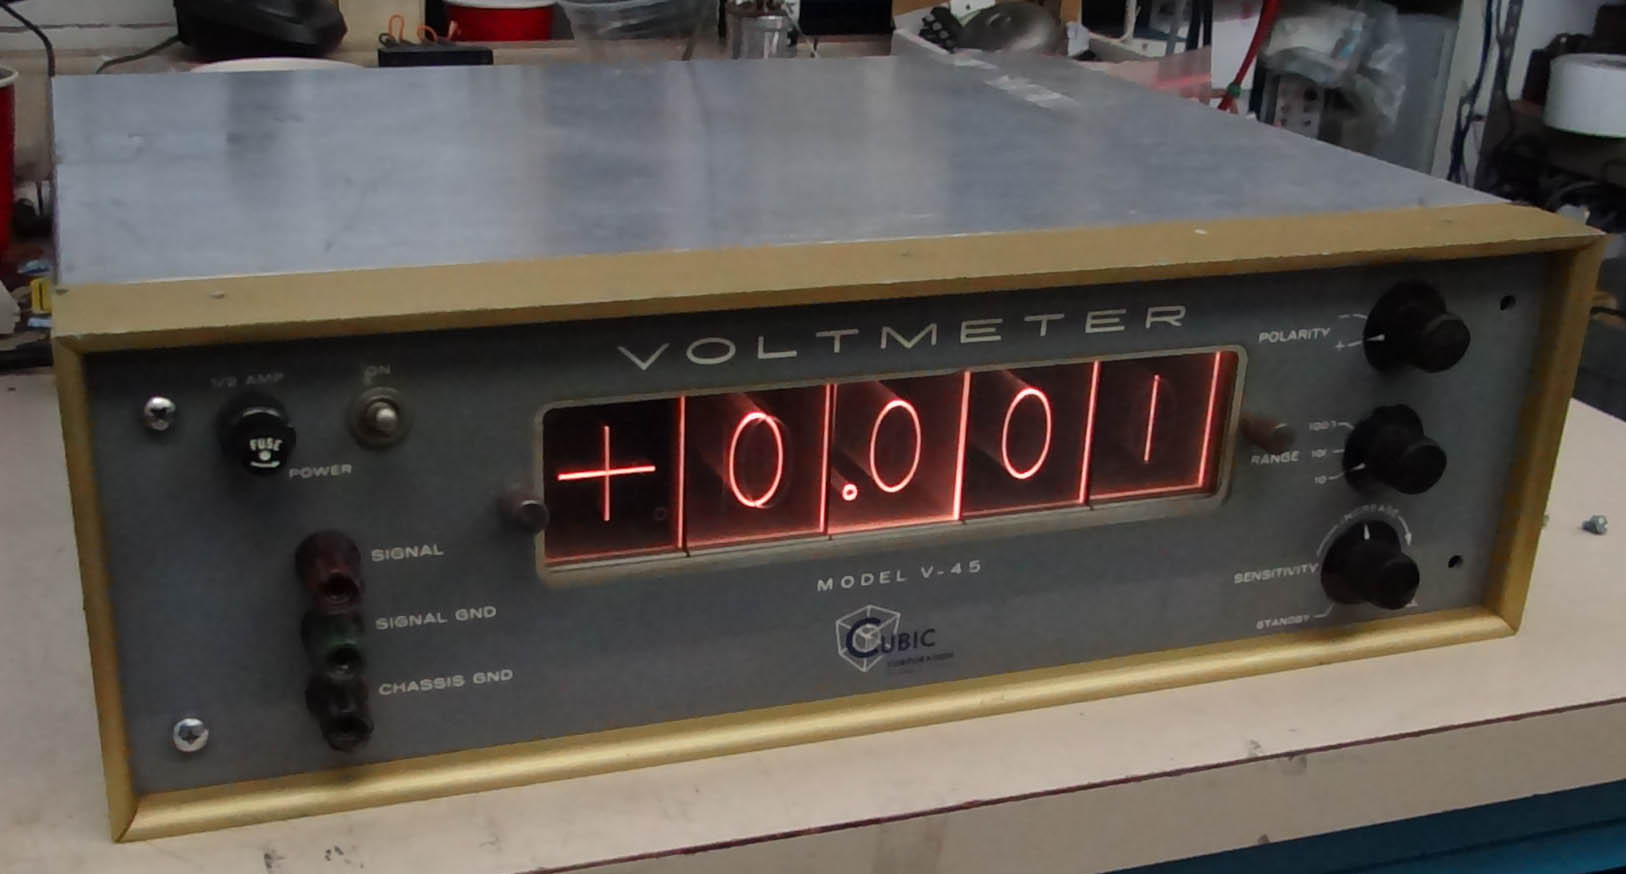 VOLTMETER
1/2 AMP
ON
FUSE
POWER
+0.001
SIGNAL
SIGNAL GND
CHASSIS GND
MODEL V-45
CUBIC
CORPORATION
POLARITY
- +
RANGE
10
INCREASE
SENSITIVITY
STANDBY